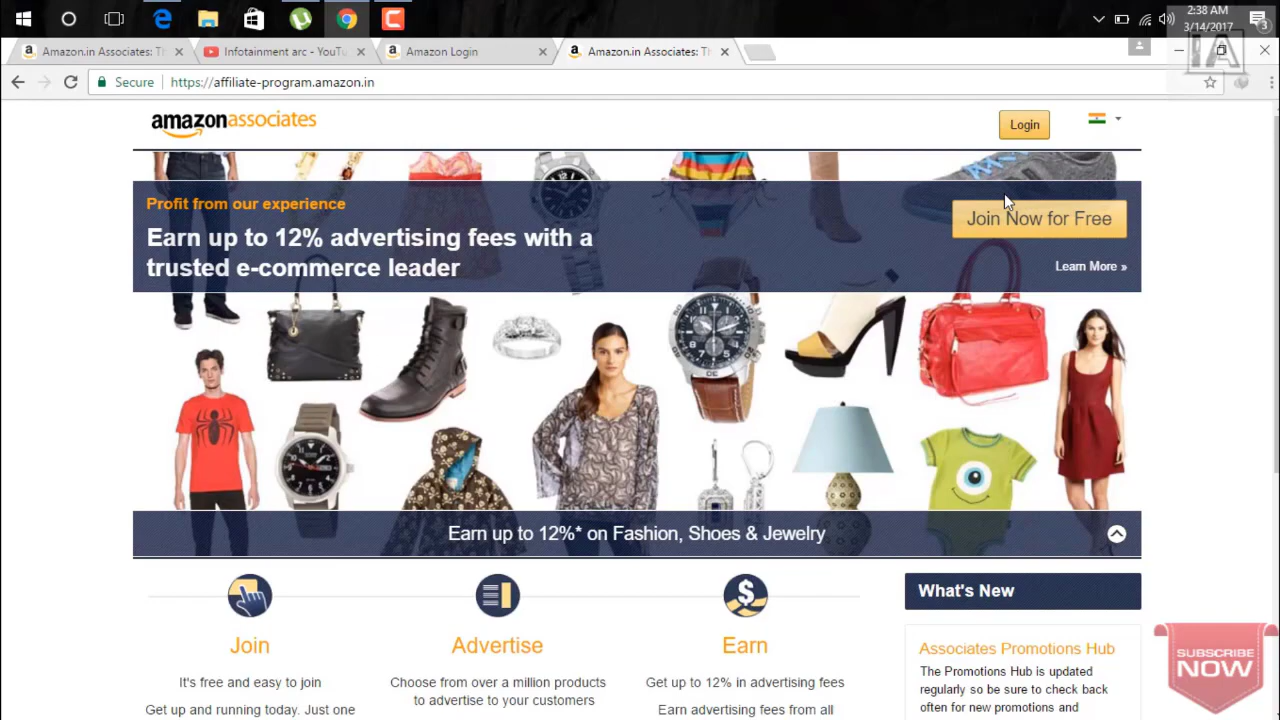 2:38 AM
3/14/2017
3
Amazon.in Associates: Th
Infotainment arc - YouTu
Amazon Login
Amazon.in Associates: Th
IA
Secure
https://affiliate-program.amazon.in
amazonassociates
Login
Profit from our experience
Earn up to 12% advertising fees with a
trusted e-commerce leader
Join Now for Free
Learn More »
Earn up to 12%* on Fashion, Shoes & Jewelry
Join
It's free and easy to join
Get up and running today. Just one
Advertise
Choose from over a million products
to advertise to your customers
Earn
Get up to 12% in advertising fees
Earn advertising fees from all
What's New
Associates Promotions Hub
The Promotions Hub is updated
regularly so be sure to check back
often for new promotions and
SUBSCRIBE
NOW